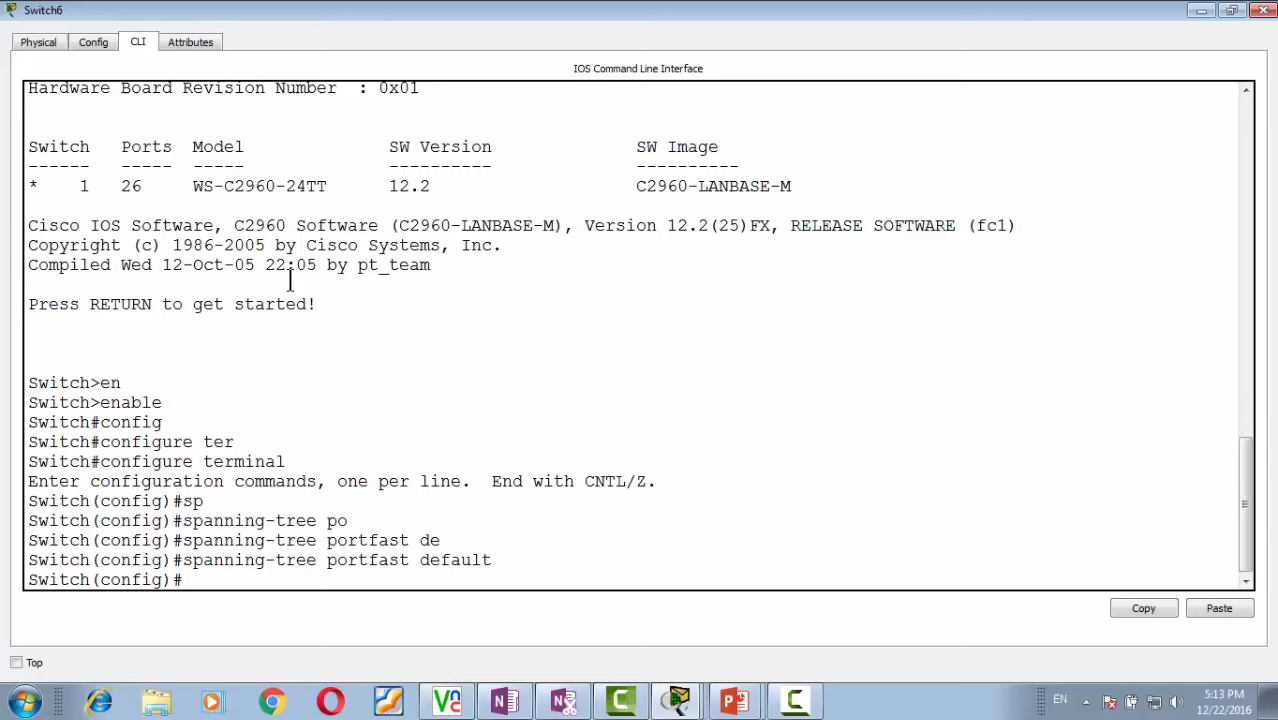 Switch6
Physical Config CLI Attributes
IOS Command Line Interface
Hardware Board Revision Number  : 0x01
Switch   Ports  Model              SW Version              SW Image
------   -----  -----              ----------              ----------
*    1   26     WS-C2960-24TT      12.2                    C2960-LANBASE-M
Cisco IOS Software, C2960 Software (C2960-LANBASE-M), Version 12.2(25)FX, RELEASE SOFTWARE (fc1)
Copyright (c) 1986-2005 by Cisco Systems, Inc.
Compiled Wed 12-Oct-05 22:05 by pt_team
Press RETURN to get started!
Switch>en
Switch>enable
Switch#config
Switch#configure ter
Switch#configure terminal
Enter configuration commands, one per line.  End with CNTL/Z.
Switch(config)#sp
Switch(config)#spanning-tree po
Switch(config)#spanning-tree portfast de
Switch(config)#spanning-tree portfast default
Switch(config)#
Copy Paste
Top
EN
5:13 PM
12/22/2016